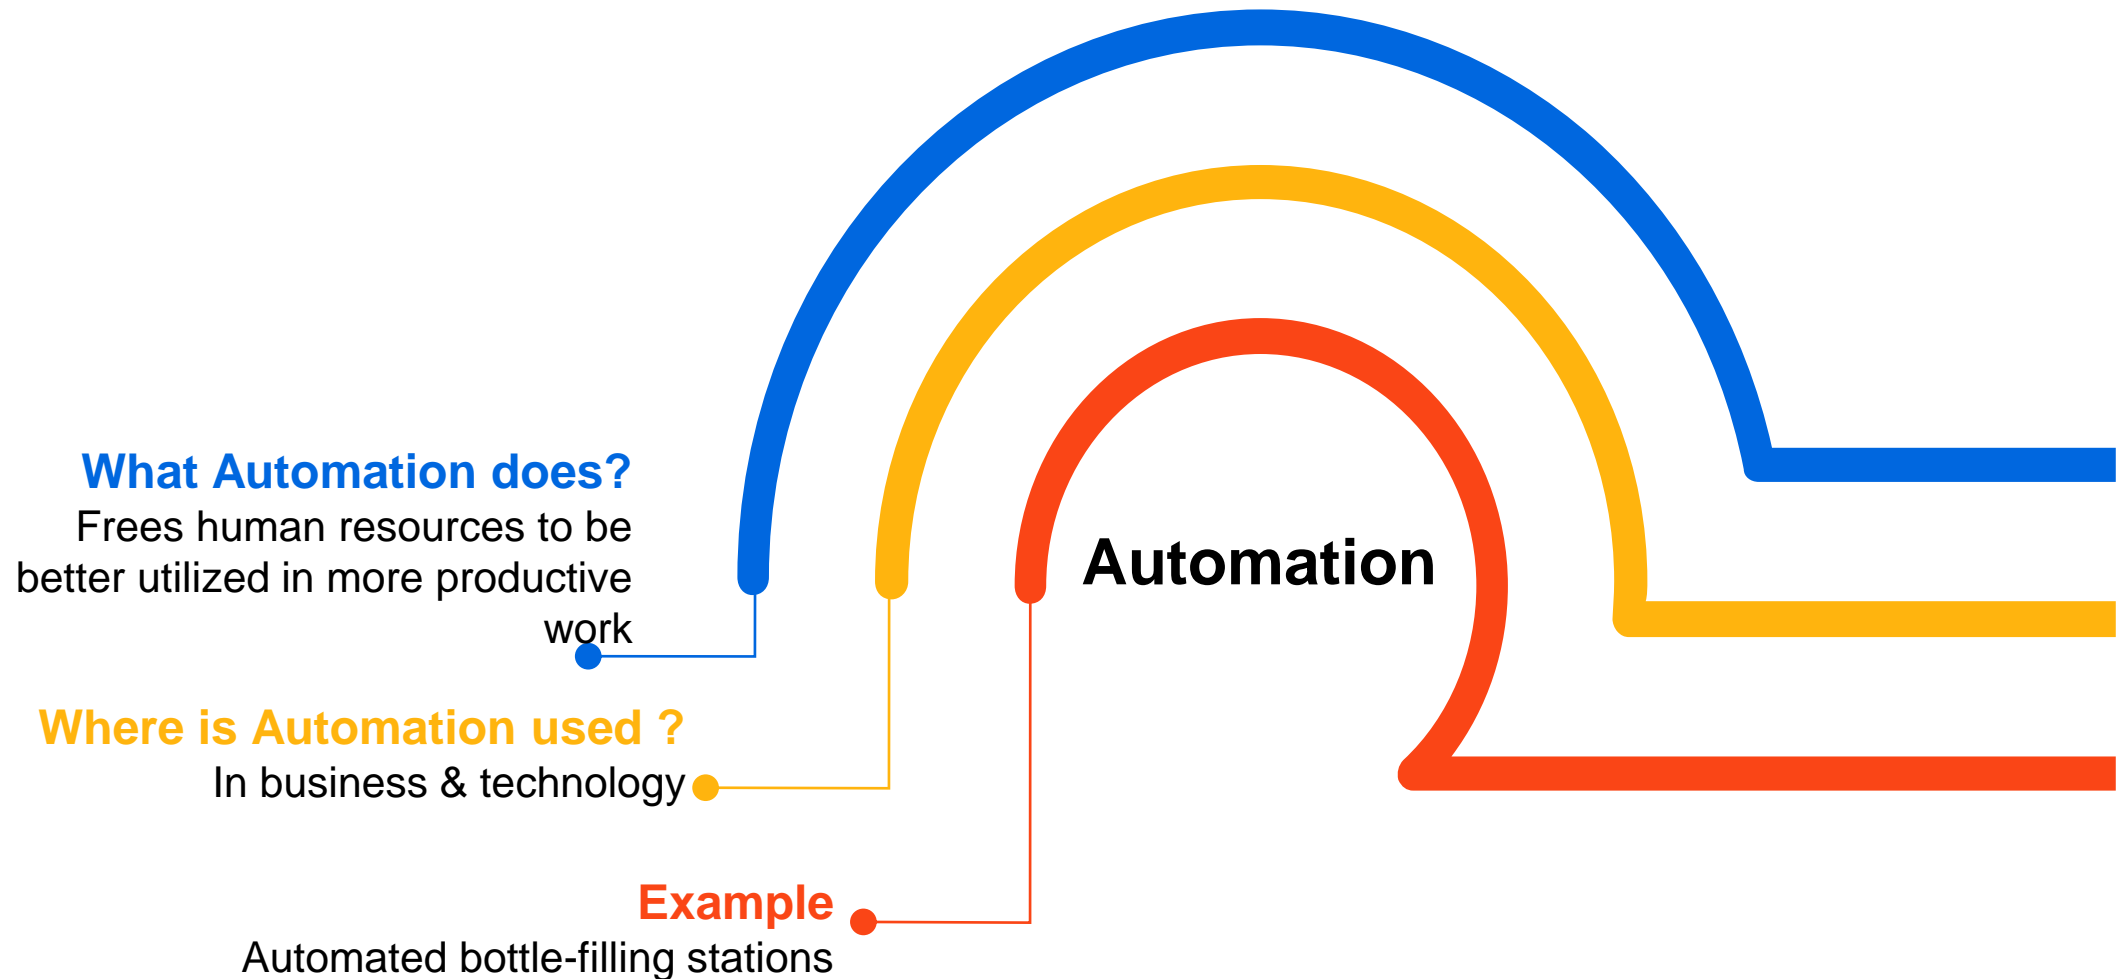 What Automation does?
Frees human resources to be
better utilized in more productive
work
Automation
Where is Automation used ?
In business & technology
Example
Automated bottle-filling stations